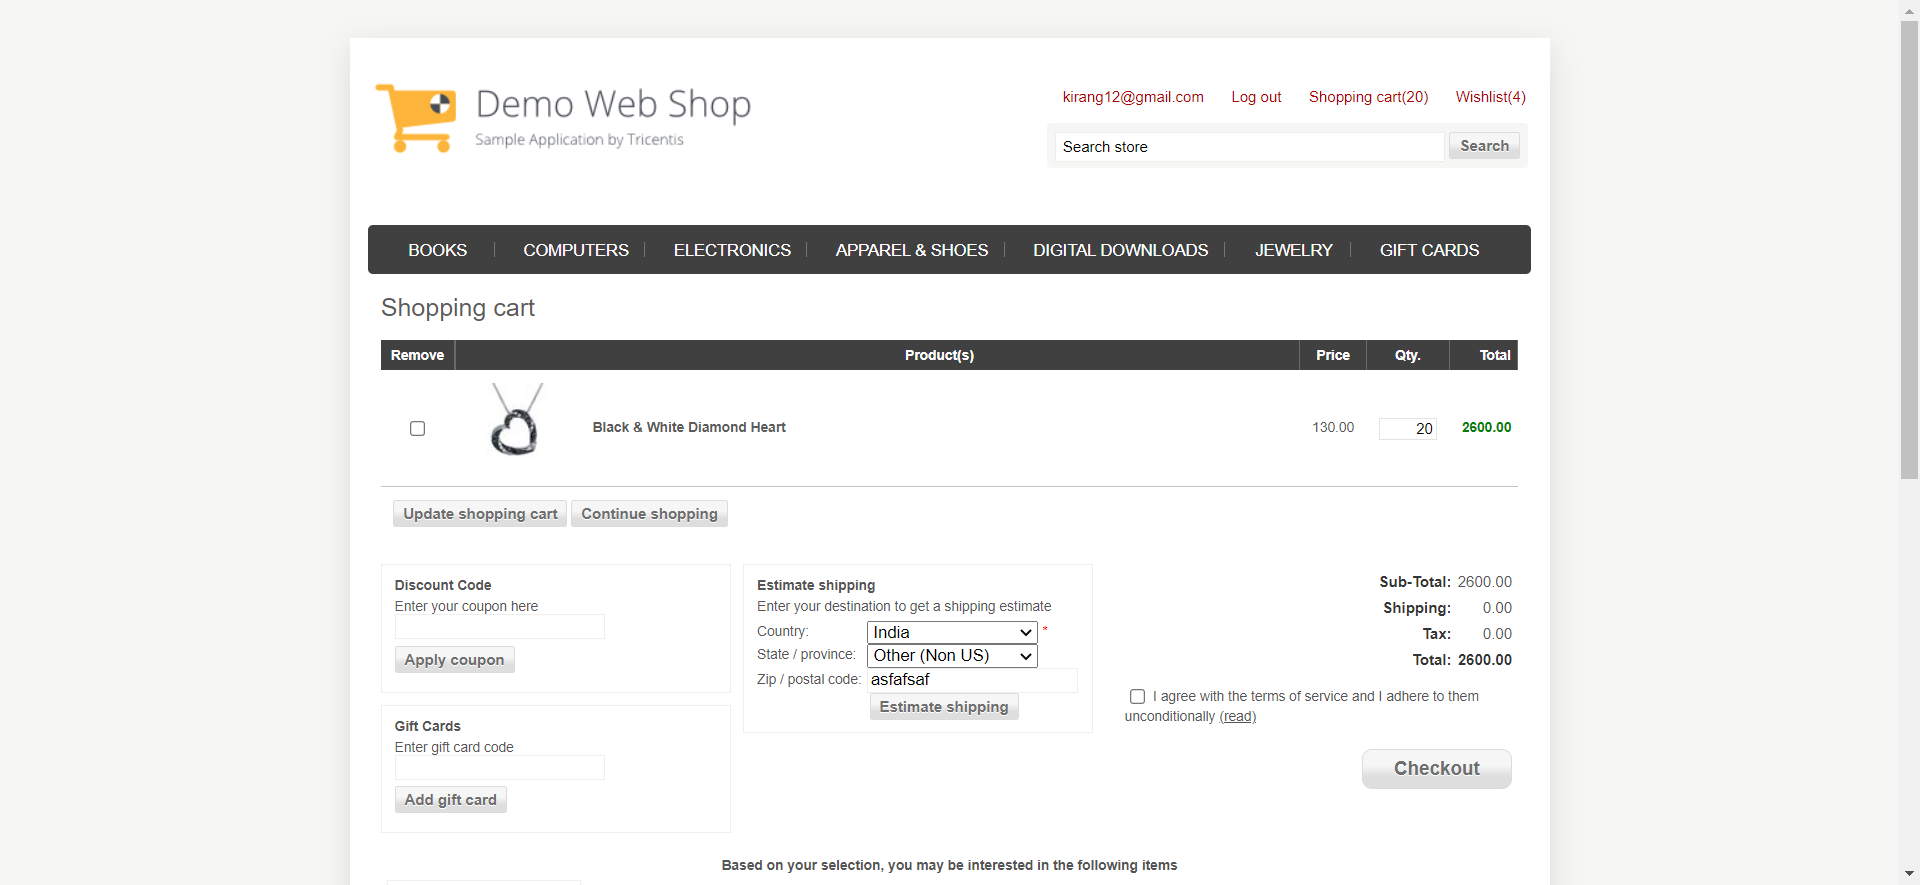 Demo Web Shop
Sample Application by Tricentis
kirang12@gmail.com Log out Shopping cart(20) Wishlist(4)
Search store Search
BOOKS COMPUTERS ELECTRONICS APPAREL & SHOES DIGITAL DOWNLOADS JEWELRY GIFT CARDS
Shopping cart
Remove Product(s) Price Qty. Total
Black & White Diamond Heart 130.00 20 2600.00
Update shopping cart Continue shopping
Discount Code
Enter your coupon here
Apply coupon
Gift Cards
Enter gift card code
Add gift card
Estimate shipping
Enter your destination to get a shipping estimate
Country: India *
State / province: Other (Non US)
Zip / postal code: asfafsaf
Estimate shipping
Sub-Total: 2600.00
Shipping: 0.00
Tax: 0.00
Total: 2600.00
I agree with the terms of service and I adhere to them
unconditionally (read)
Checkout
Based on your selection, you may be interested in the following items